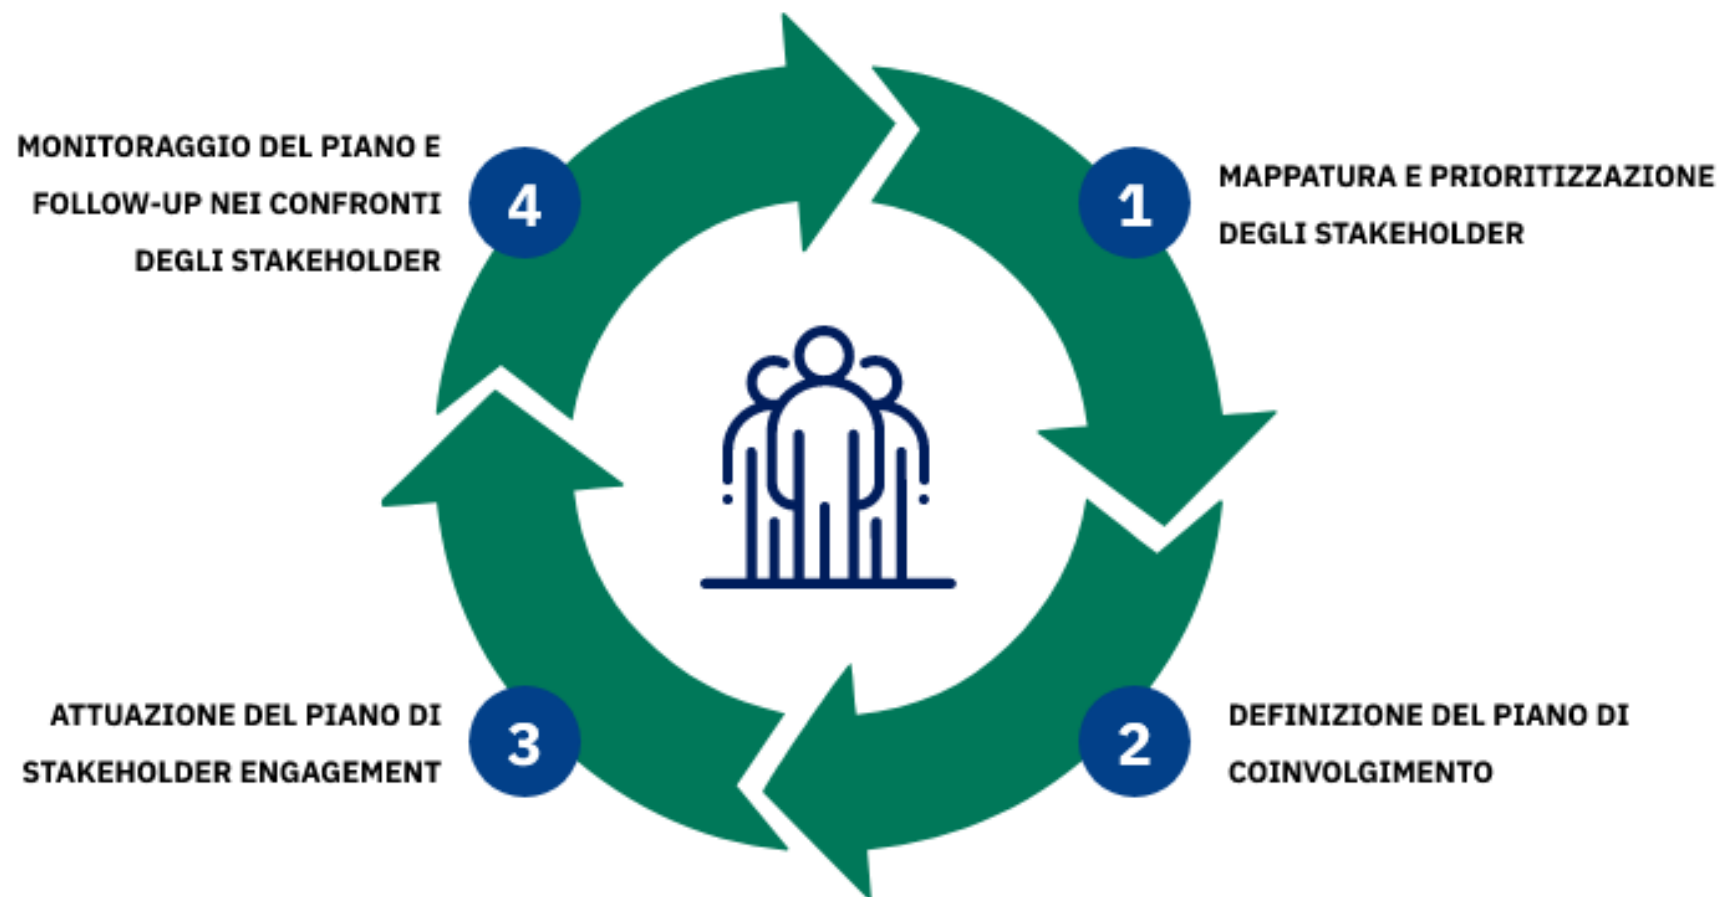 1
MAPPATURA E PRIORITIZZAZIONE
DEGLI STAKEHOLDER
2
DEFINIZIONE DEL PIANO DI
COINVOLGIMENTO
3
ATTUAZIONE DEL PIANO DI
STAKEHOLDER ENGAGEMENT
4
MONITORAGGIO DEL PIANO E
FOLLOW-UP NEI CONFRONTI
DEGLI STAKEHOLDER